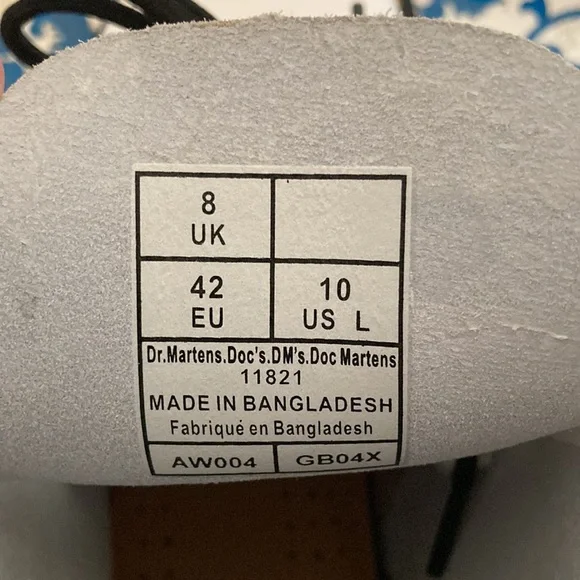 8
UK
42
EU
10
US L
Dr.Martens.Doc's.DM's.Doc Martens
11821
MADE IN BANGLADESH
Fabriqué en Bangladesh
AW004
GB04X